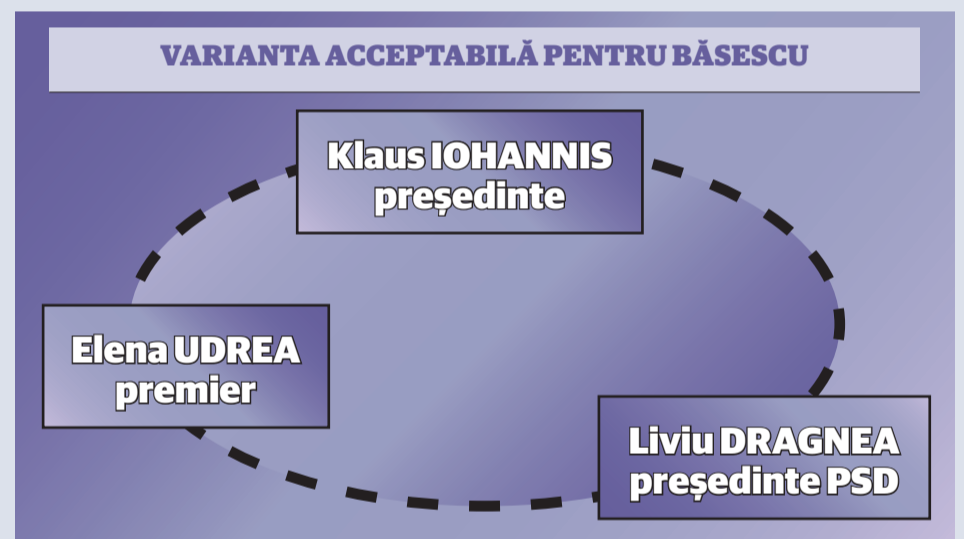 VARIANTA ACCEPTABILĂ PENTRU BĂSESCU
Klaus IOHANNIS
președinte
Elena UDREA
premier
Liviu DRAGNEA
președinte PSD